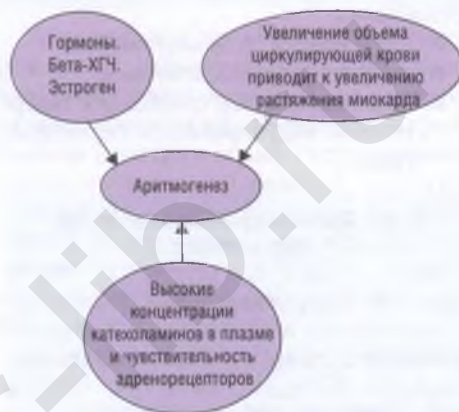 Гормоны.
Бета-ХГЧ.
Эстроген
Увеличение объема
циркулирующей крови
приводит к увеличению
растяжения миокарда
Аритмогенез
Высокие
концентрации
катехоламинов в плазме
и чувствительность
адренорецепторов